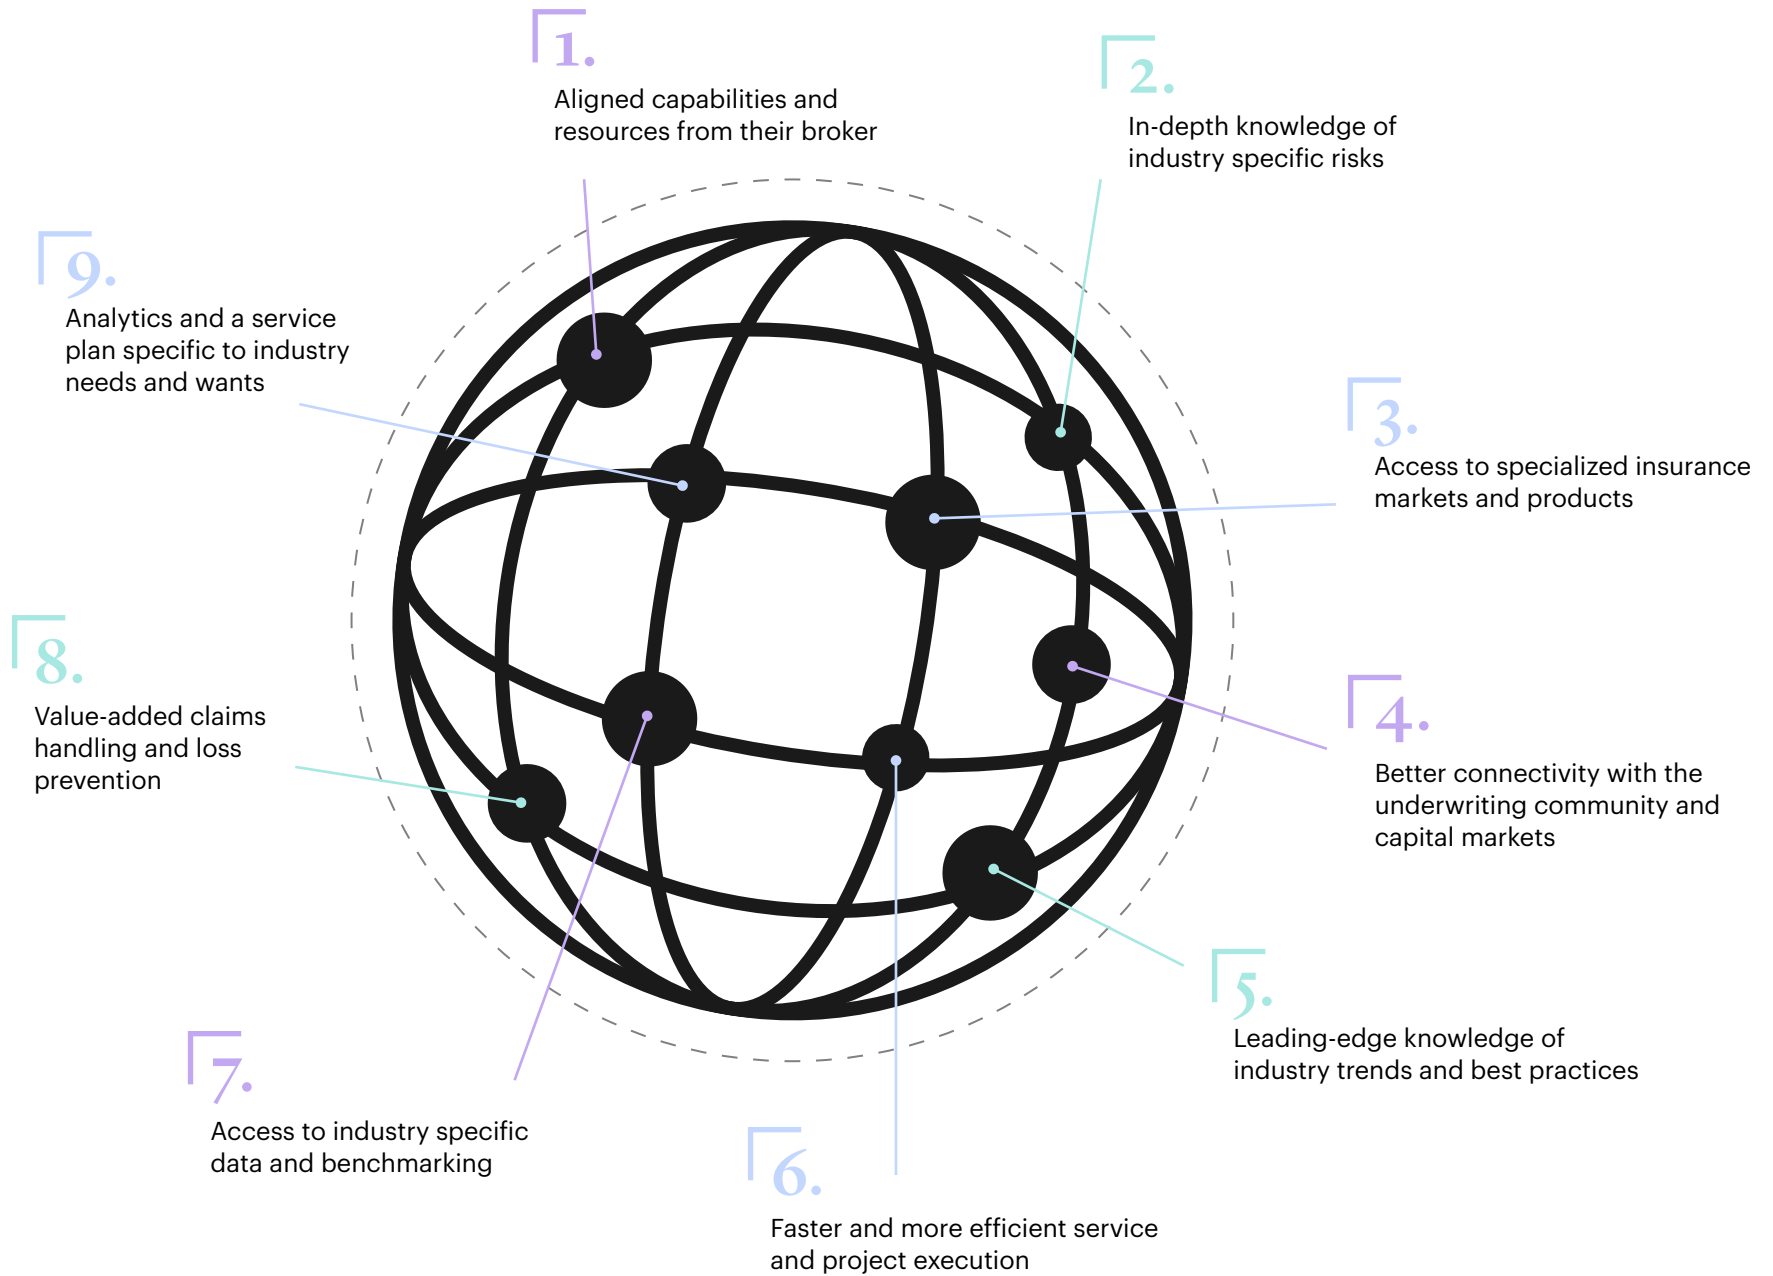 1.
Aligned capabilities and
resources from their broker
2.
In-depth knowledge of
industry specific risks
3.
Access to specialized insurance
markets and products
4.
Better connectivity with the
underwriting community and
capital markets
5.
Leading-edge knowledge of
industry trends and best practices
6.
Faster and more efficient service
and project execution
7.
Access to industry specific
data and benchmarking
8.
Value-added claims
handling and loss
prevention
9.
Analytics and a service
plan specific to industry
needs and wants